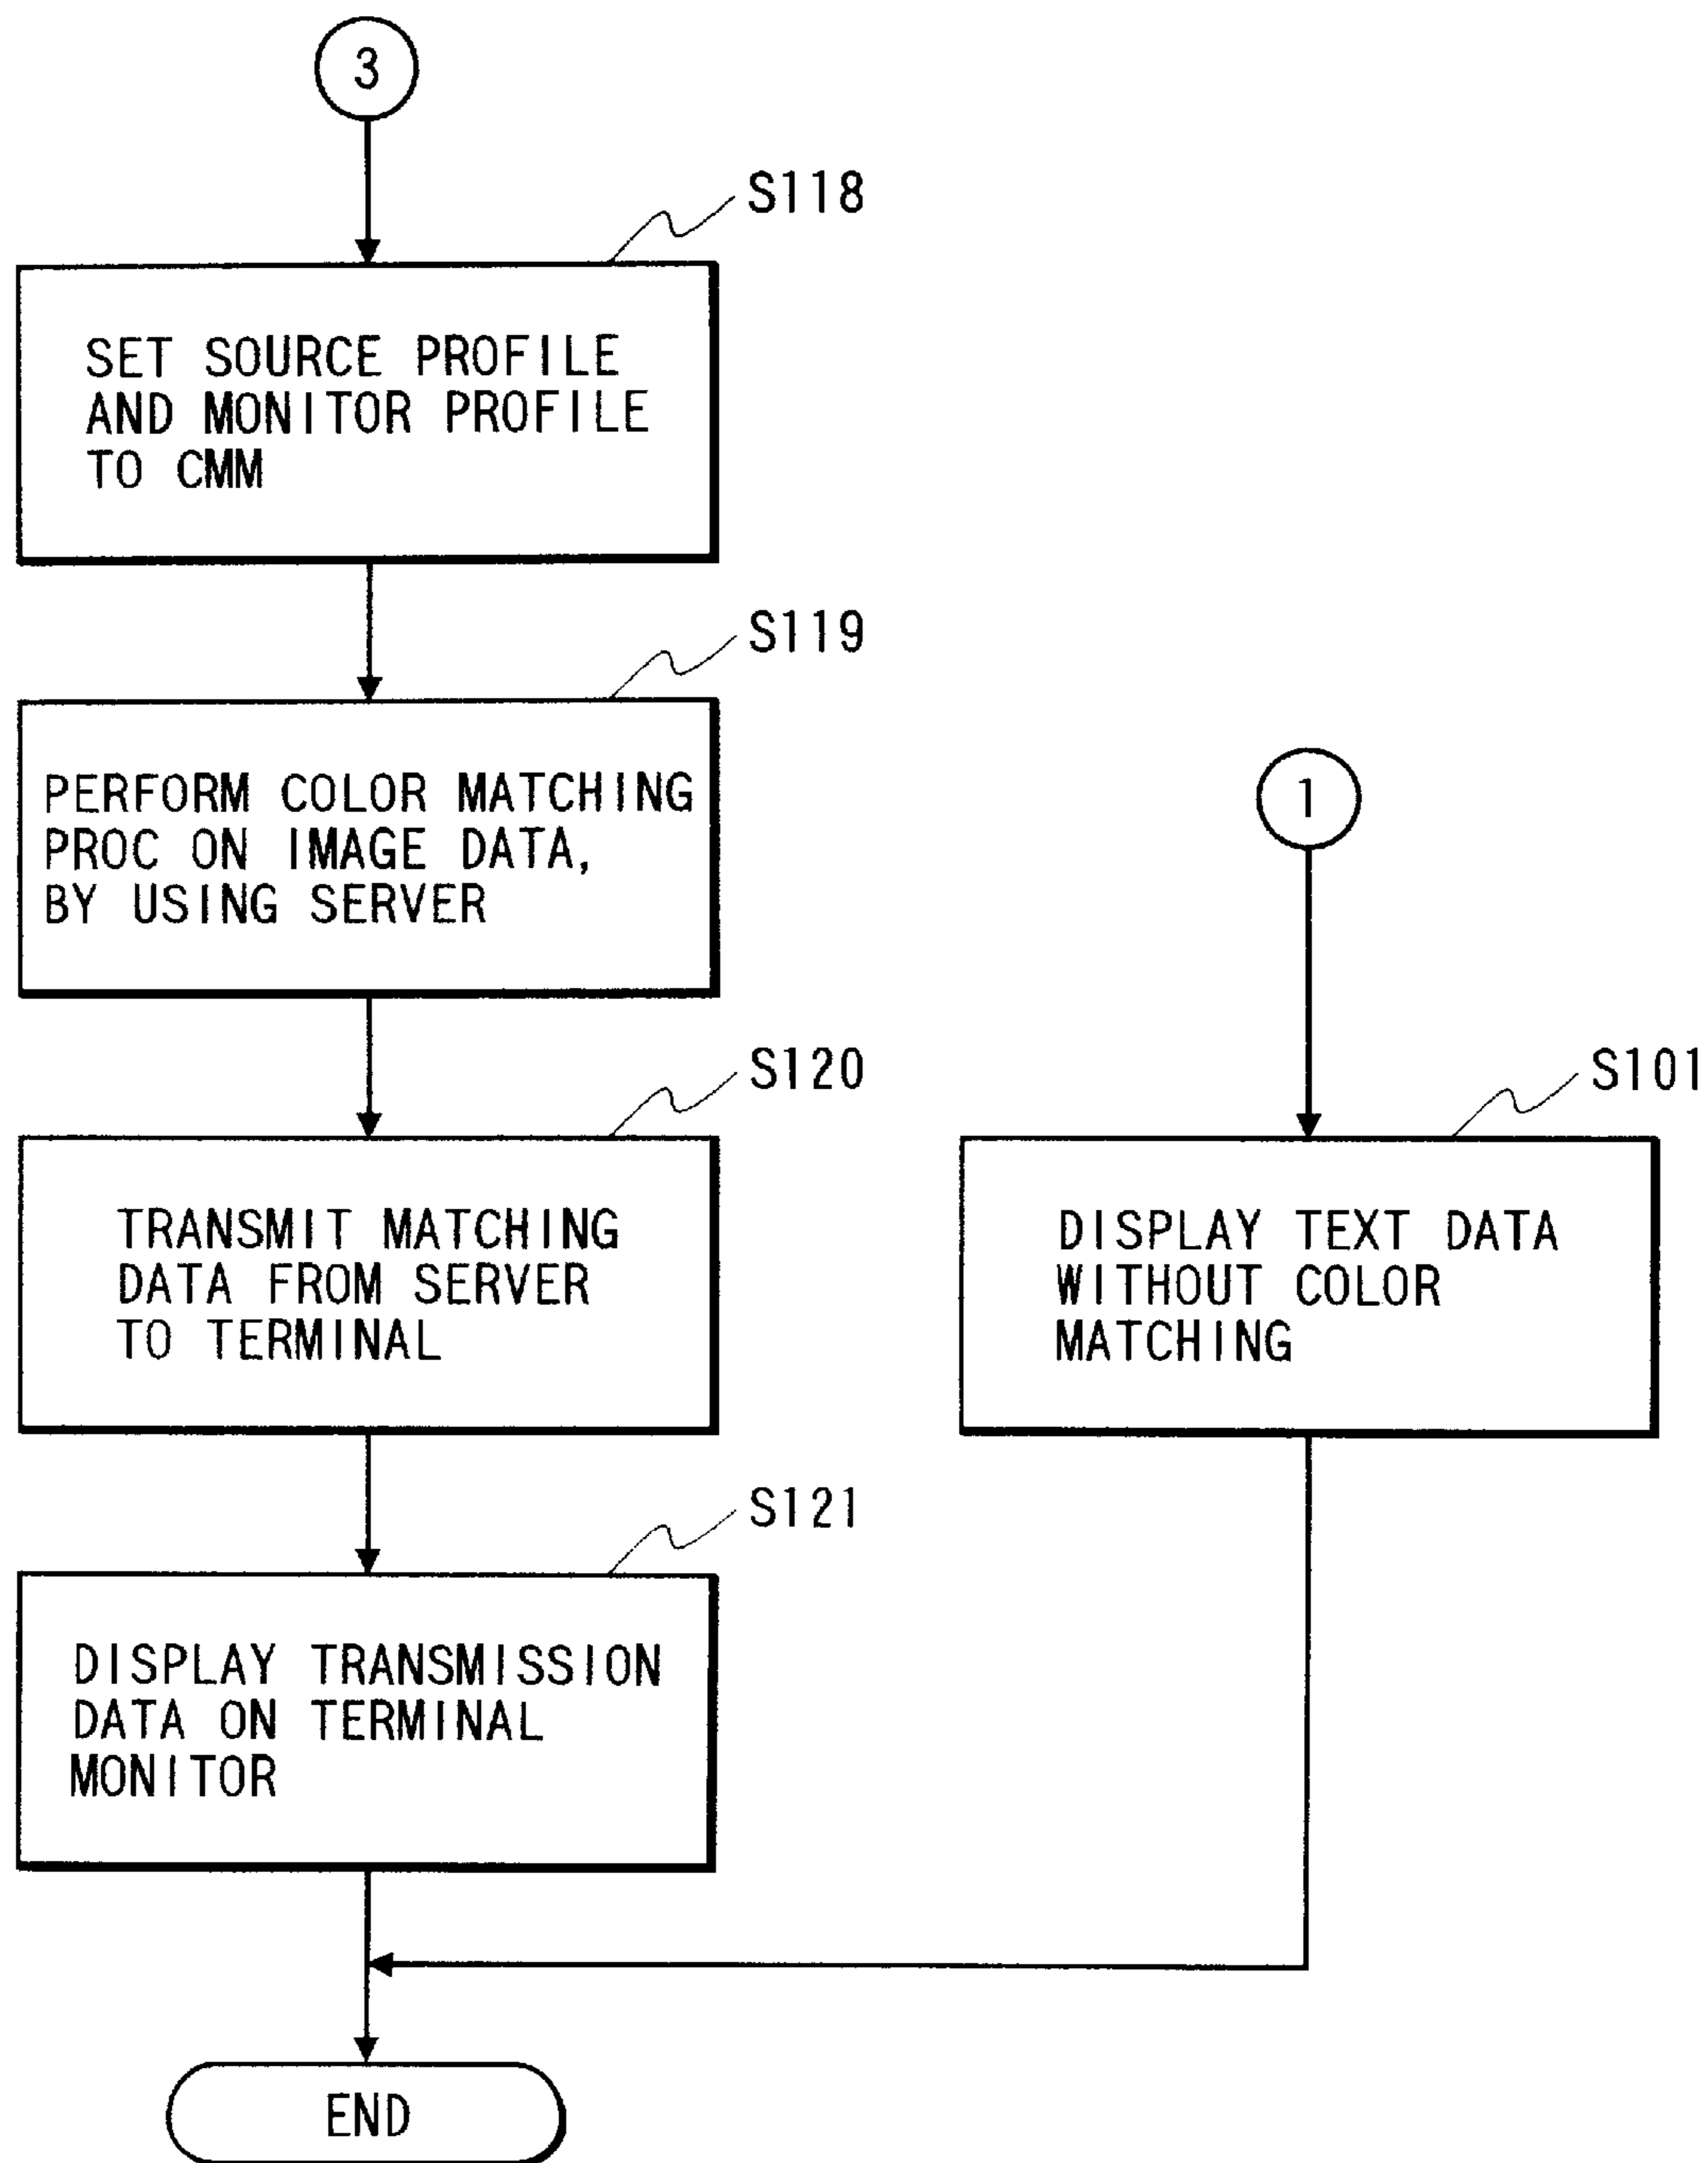 3
S118
SET SOURCE PROFILE
AND MONITOR PROFILE
TO CMM
S119
PERFORM COLOR MATCHING
PROC ON IMAGE DATA,
BY USING SERVER
1
S120
TRANSMIT MATCHING
DATA FROM SERVER
TO TERMINAL
S101
DISPLAY TEXT DATA
WITHOUT COLOR
MATCHING
S121
DISPLAY TRANSMISSION
DATA ON TERMINAL
MONITOR
END